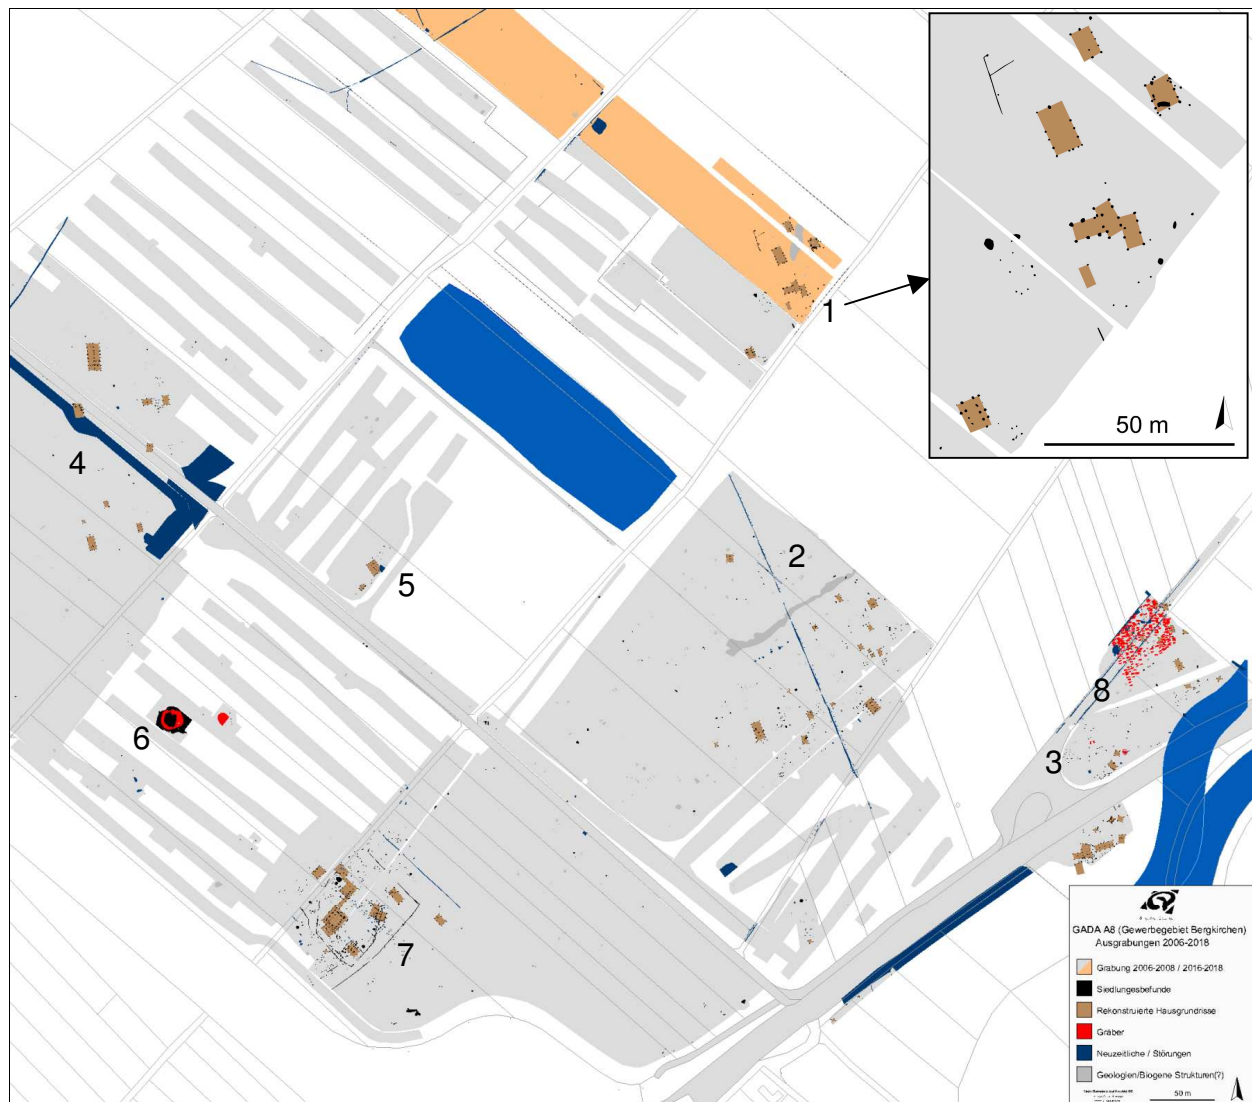 1
50 m
2
4
5
8
6
3
7
GADA A8 (Gewerbegebiet Bergkirchen)
Ausgrabungen 2006-2018
Grabung 2006-2008 / 2016-2018
Siedlungsbefunde
Rekonstruierte Hausgrundrisse
Gräber
Neuzeitliche / Störungen
Geologien/Biogene Strukturen(?)
50 m